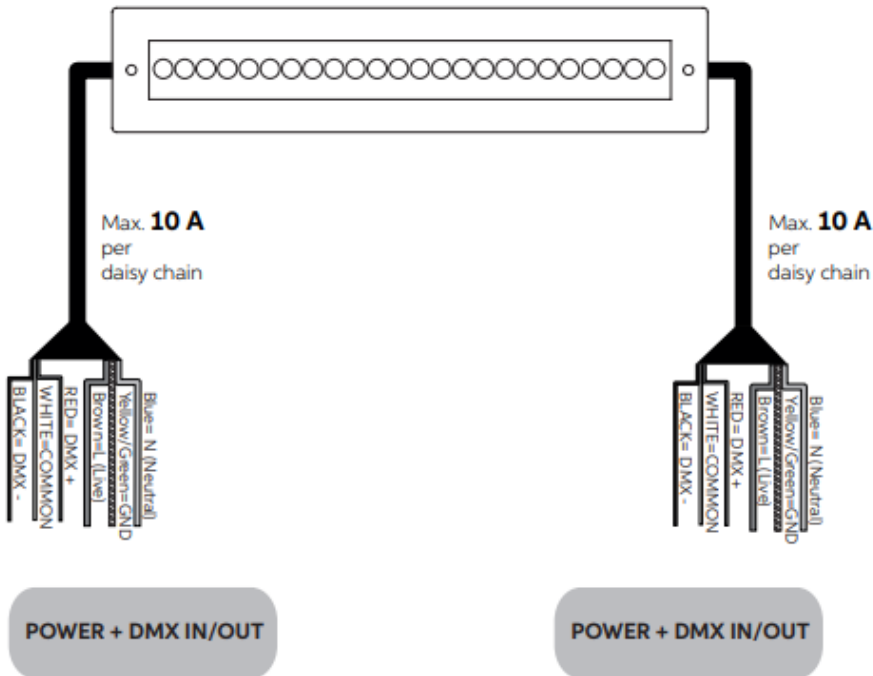 Max. 10 A
per
daisy chain
Max. 10 A
per
daisy chain
BLACK= DMX -
WHITE=COMMON
RED= DMX +
Brown=L (Live)
Yellow/Green=GND
Blue= N (Neutral)
BLACK= DMX -
WHITE=COMMON
RED= DMX +
Brown=L (Live)
Yellow/Green=GND
Blue= N (Neutral)
POWER + DMX IN/OUT
POWER + DMX IN/OUT